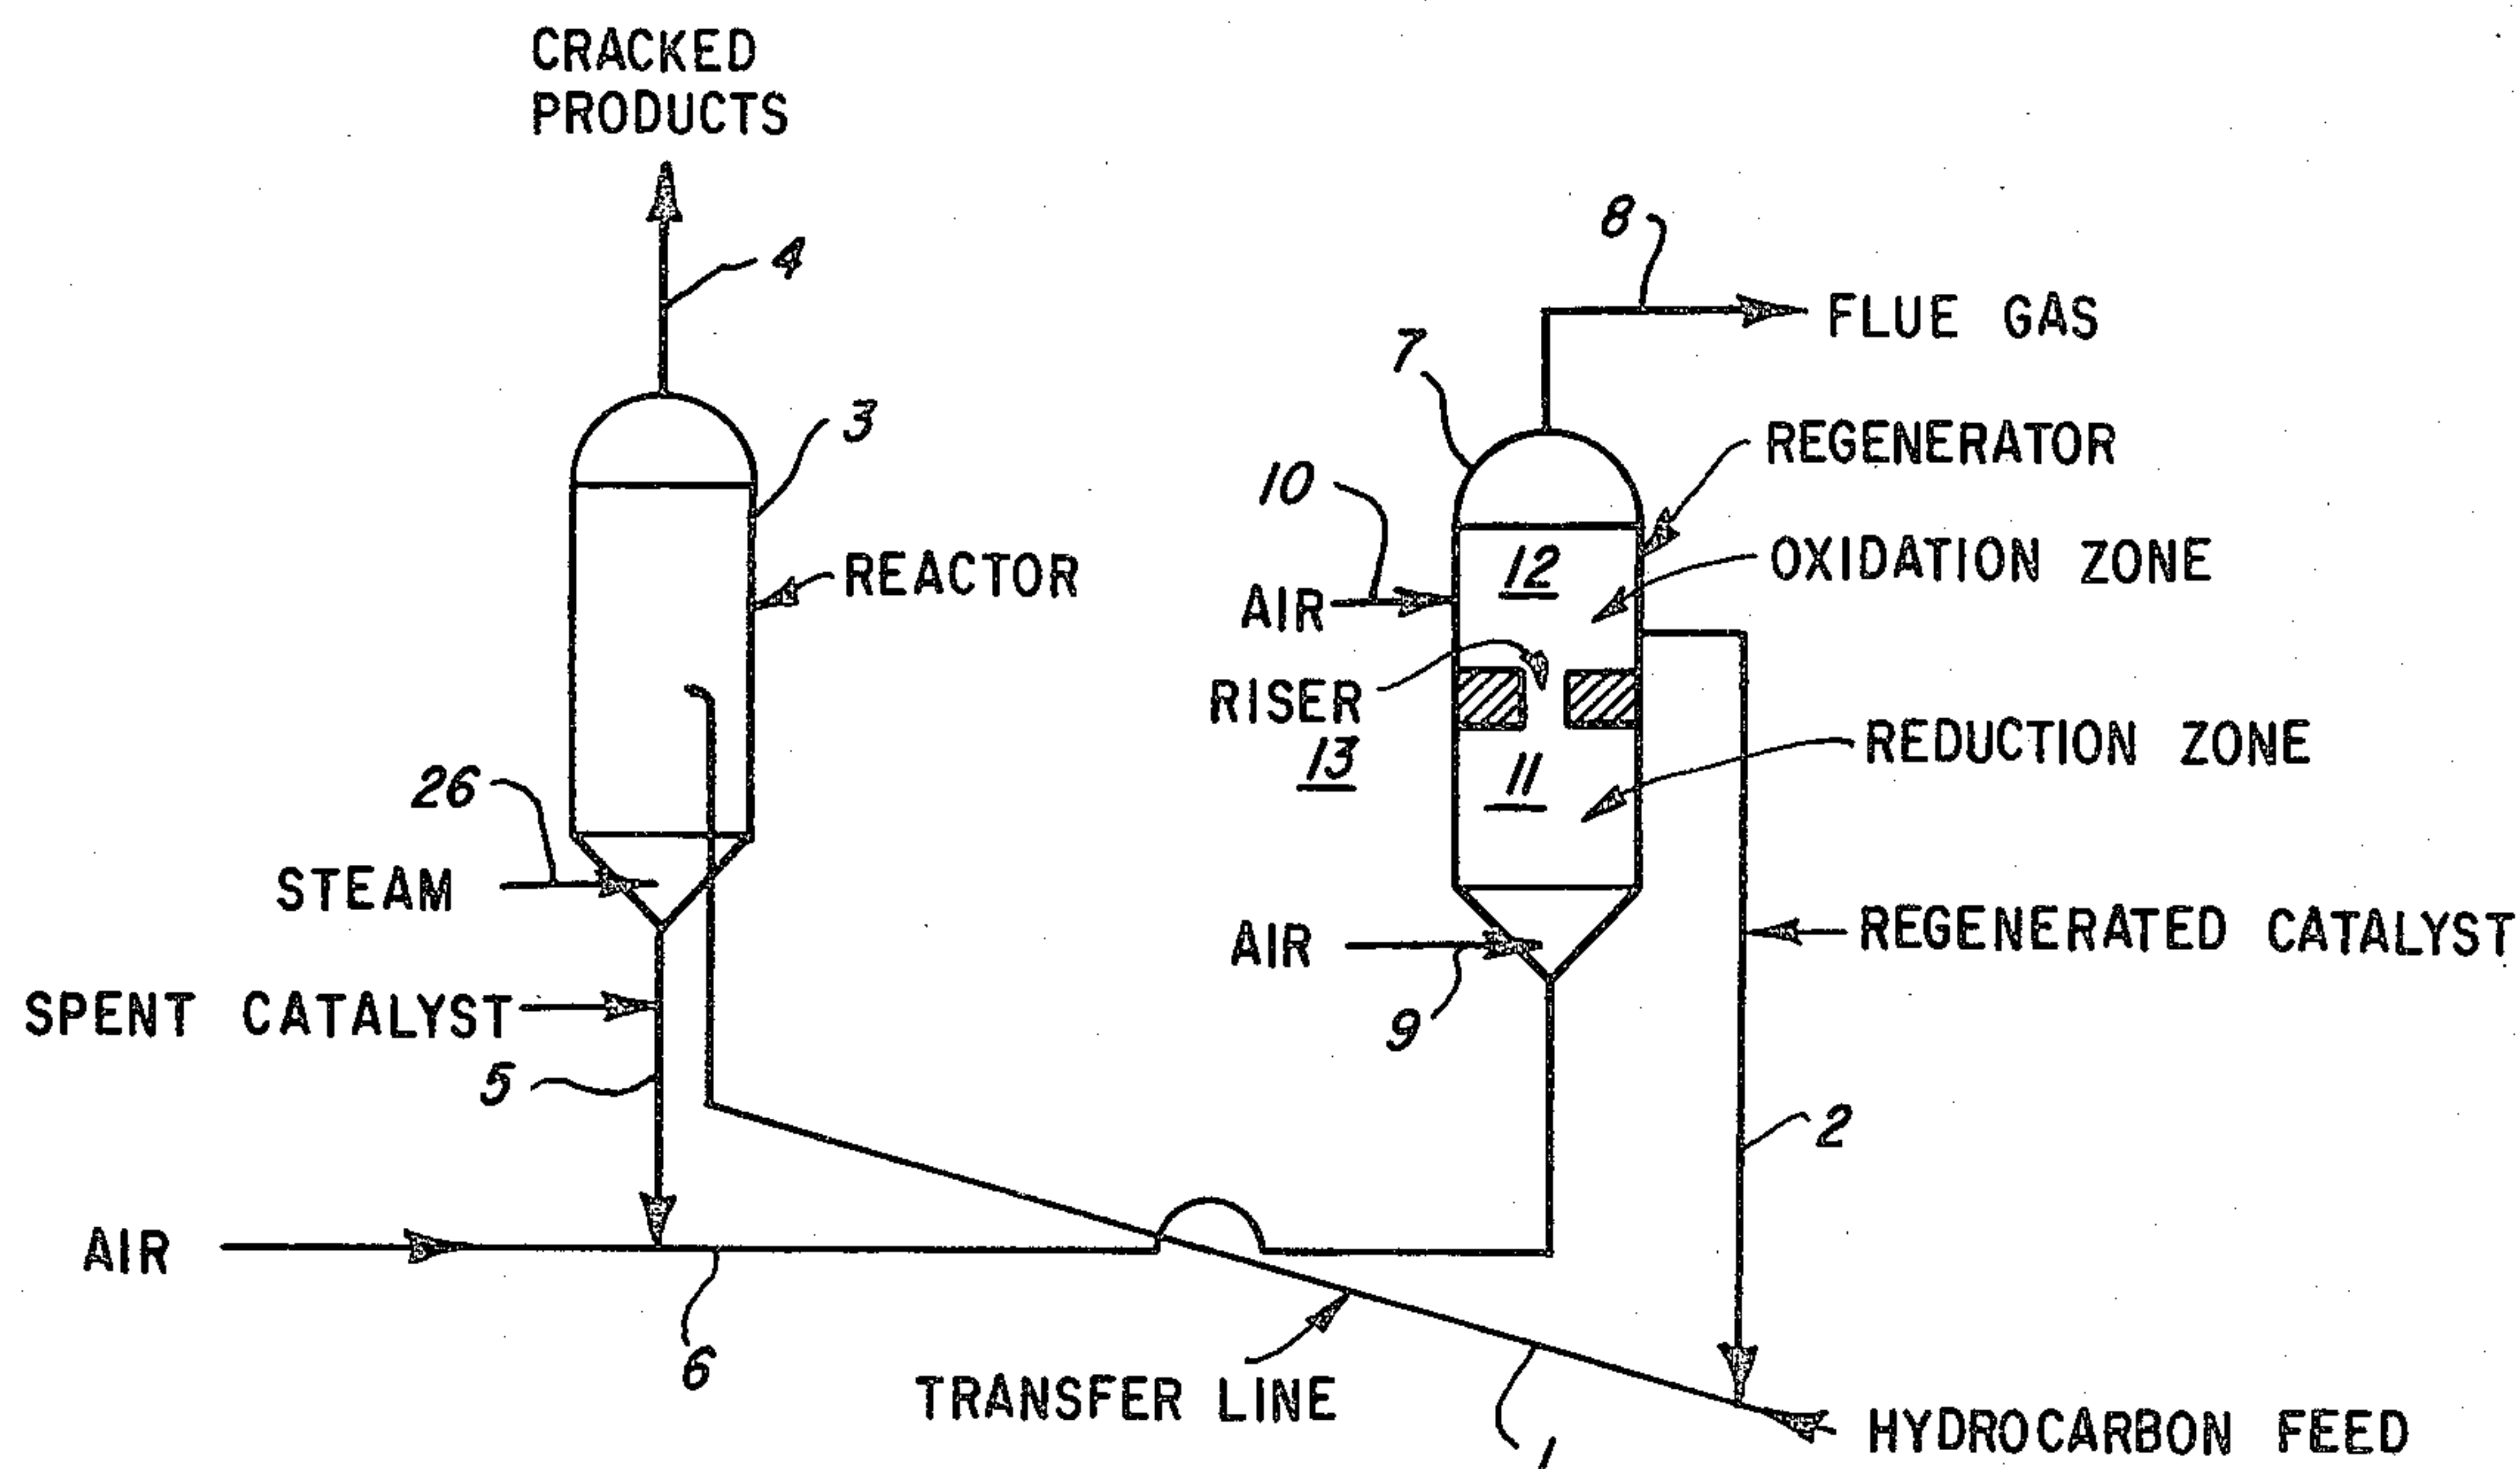 CRACKED
PRODUCTS
4
8
FLUE GAS
7
3
REGENERATOR
10
12
OXIDATION ZONE
REACTOR
AIR
RISER
13
11
REDUCTION ZONE
26
STEAM
AIR
REGENERATED CATALYST
SPENT CATALYST
9
5
2
AIR
6
TRANSFER LINE
1
HYDROCARBON FEED